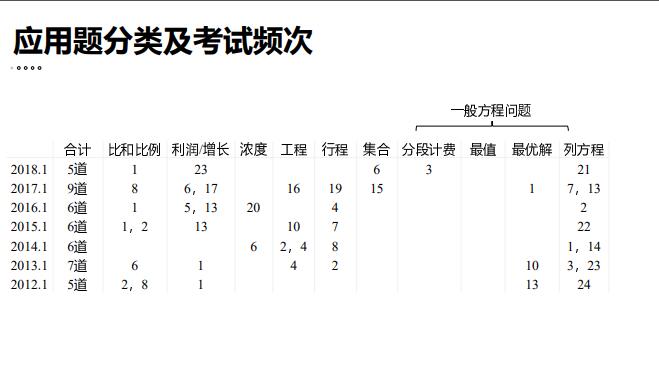 应用题分类及考试频次
一般方程问题
合计 比和比例 利润/增长 浓度 工程 行程 集合 分段计费 最值 最优解 列方程
2018.1 5道 1 23 6 3 21
2017.1 9道 8 6，17 16 19 15 1 7，13
2016.1 6道 1 5，13 20 4 2
2015.1 6道 1，2 13 10 7 22
2014.1 6道 6 2，4 8 1，14
2013.1 7道 6 1 4 2 10 3，23
2012.1 5道 2，8 1 13 24